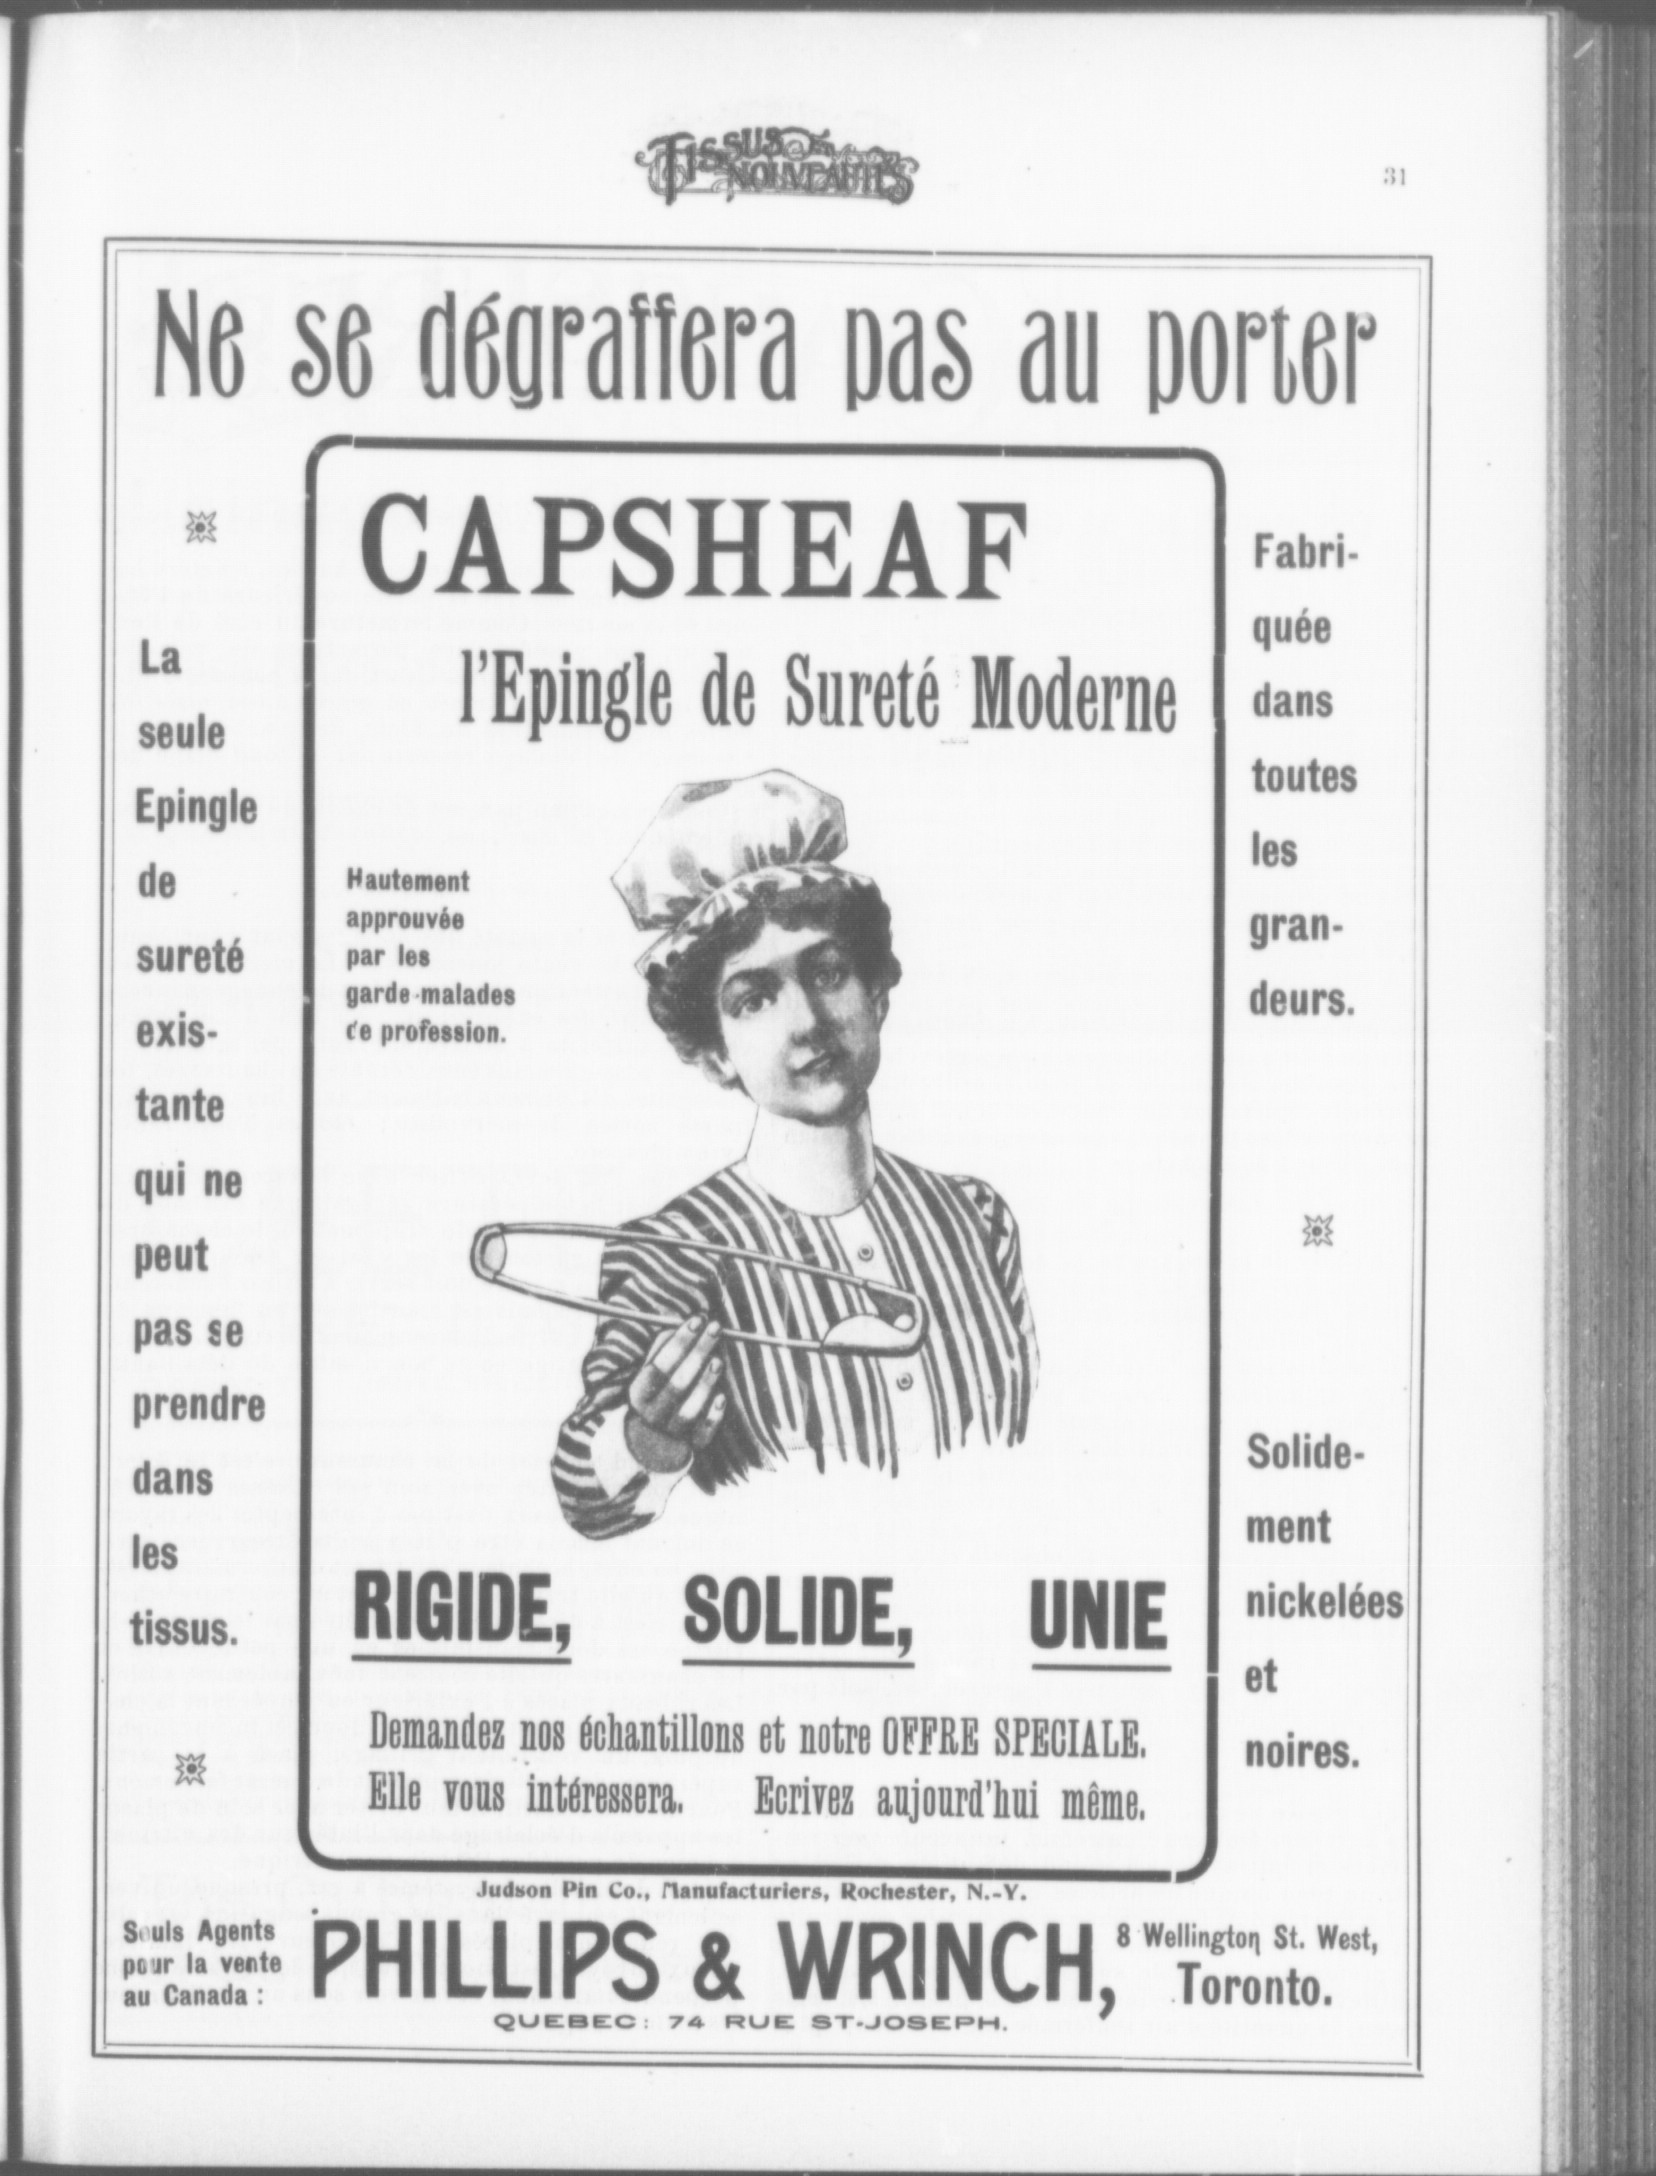 TISSUS
NOUVEAUTÉS
31
Ne se dégraffera pas au porter
CAPSHEAF
l'Epingle de Sureté Moderne
La
seule
Epingle
de
sureté
exis-
tante
qui ne
peut
pas se
prendre
dans
les
tissus.
Hautement
approuvée
par les
garde-malades
de profession.
Fabri-
quée
dans
toutes
les
gran-
deurs.
Solide-
ment
nickelées
et
noires.
RIGIDE, SOLIDE, UNIE
Demandez nos échantillons et notre OFFRE SPECIALE.
Elle vous intéressera. Ecrivez aujourd'hui même.
Judson Pin Co., Manufacturiers, Rochester, N.-Y.
Seuls Agents
pour la vente
au Canada :
PHILLIPS & WRINCH,
8 Wellington St. West,
Toronto.
QUEBEC: 74 RUE ST-JOSEPH.